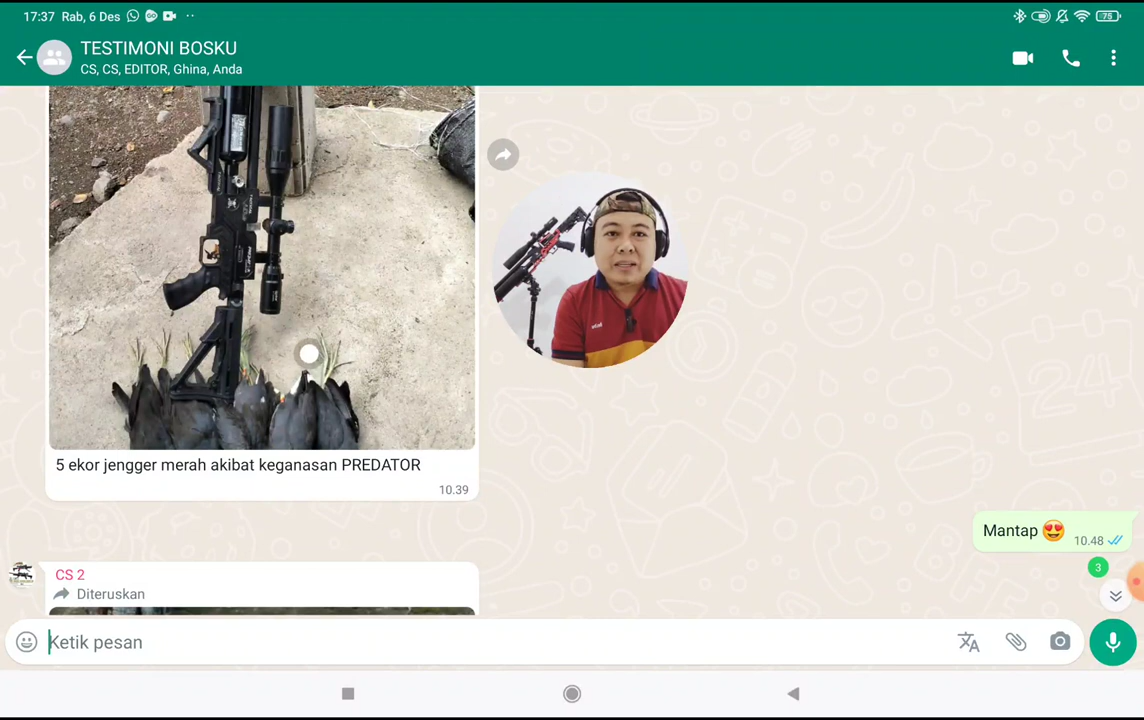 17:37 Rab, 6 Des
75
TESTIMONI BOSKU
CS, CS, EDITOR, Ghina, Anda
5 ekor jengger merah akibat keganasan PREDATOR
10.39
Mantap 😍 10.48
3
CS 2
Diteruskan
Ketik pesan